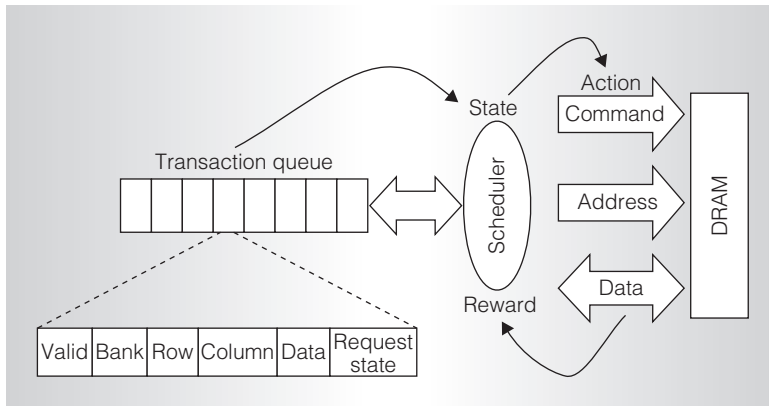 Action
State
Command
Transaction queue
Scheduler
Address
DRAM
Data
Reward
Valid
Bank
Row
Column
Data
Request
state